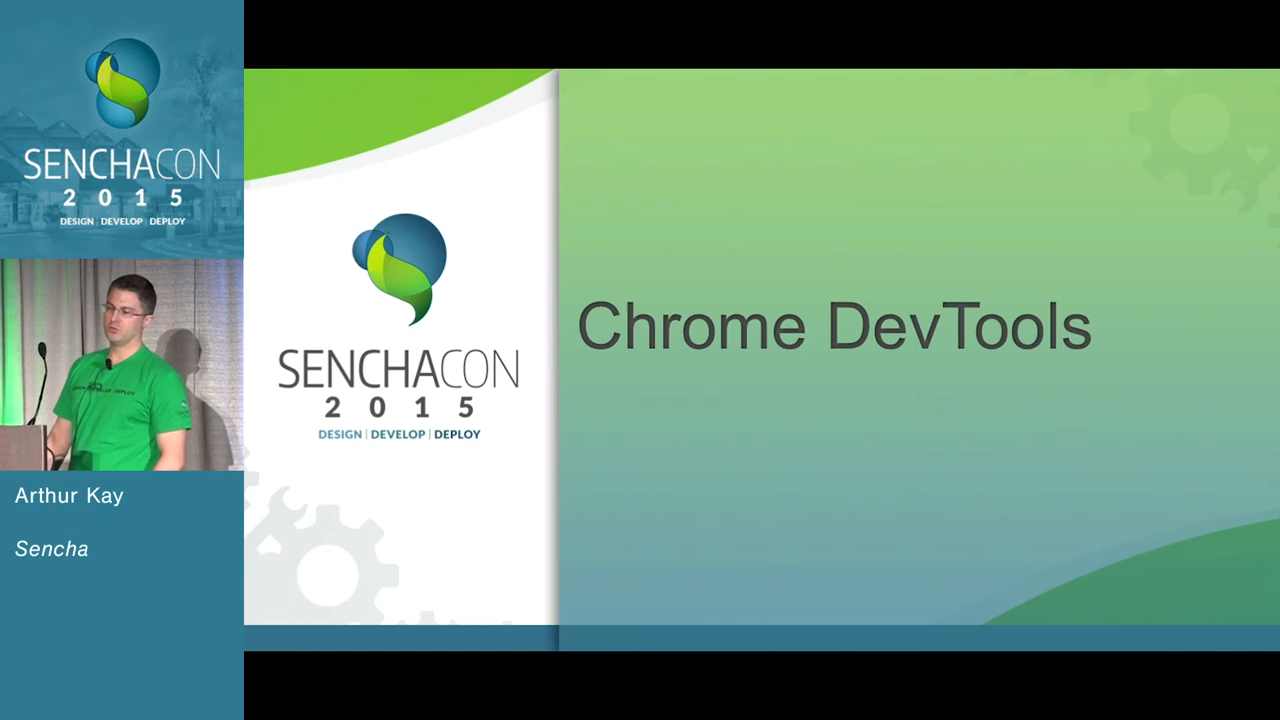 SENCHACON
2 0 1 5
DESIGN | DEVELOP | DEPLOY
Arthur Kay
Sencha
SENCHACON
2 0 1 5
DESIGN | DEVELOP | DEPLOY
Chrome DevTools